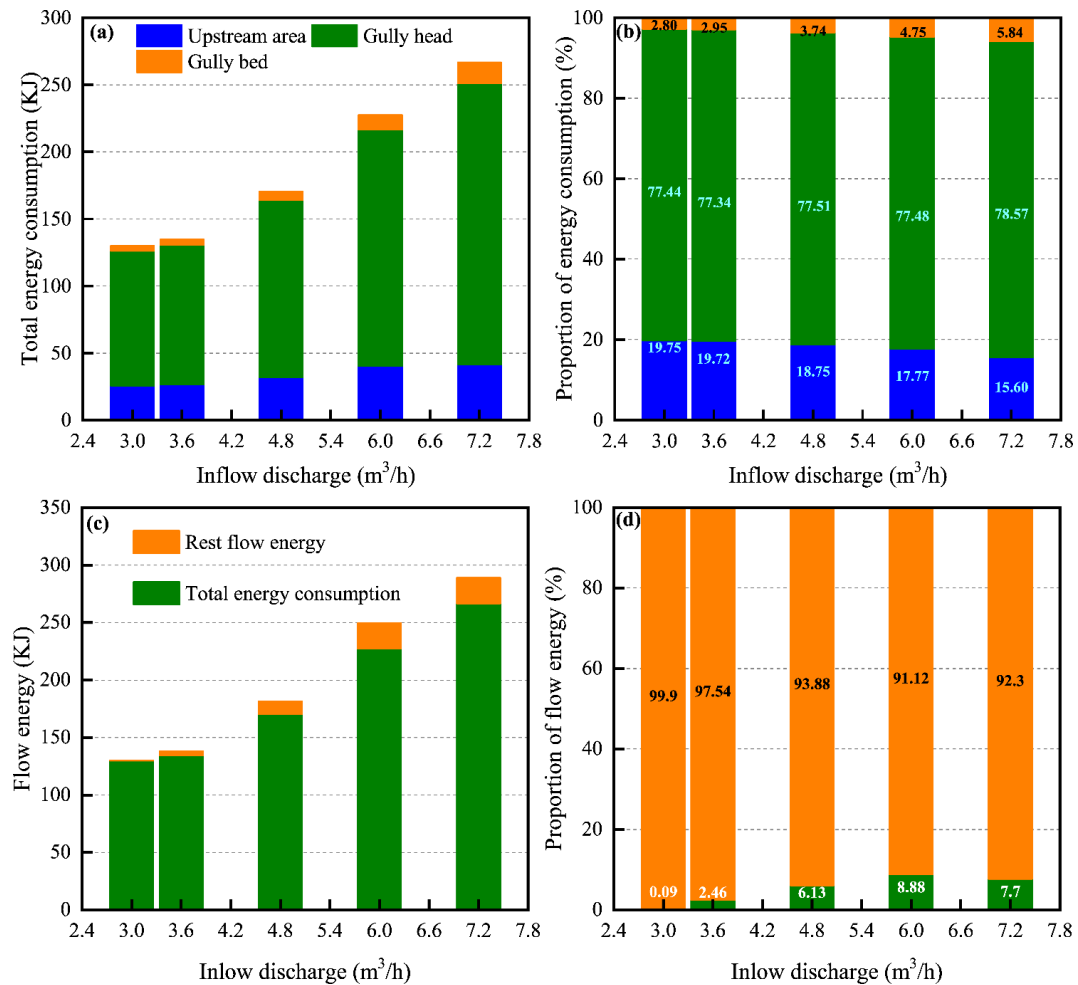 (a)
Upstream area
Gully head
Gully bed
300
250
200
150
100
50
0
Total energy consumption (KJ)
2.4 3.0 3.6 4.2 4.8 5.4 6.0 6.6 7.2 7.8
Inflow discharge (m³/h)
(b)
100
80
60
40
20
0
Proportion of energy consumption (%)
2.80 2.95 3.74 4.75 5.84
77.44 77.34 77.51 77.48 78.57
19.75 19.72 18.75 17.77 15.60
2.4 3.0 3.6 4.2 4.8 5.4 6.0 6.6 7.2 7.8
Inflow discharge (m³/h)
(c)
Rest flow energy
Total energy consumption
350
300
250
200
150
100
50
0
Flow energy (KJ)
2.4 3.0 3.6 4.2 4.8 5.4 6.0 6.6 7.2 7.8
Inlow discharge (m³/h)
(d)
100
80
60
40
20
0
Proportion of flow energy (%)
99.9 97.54 93.88 91.12 92.3
0.09 2.46 6.13 8.88 7.7
2.4 3.0 3.6 4.2 4.8 5.4 6.0 6.6 7.2 7.8
Inlow discharge (m³/h)